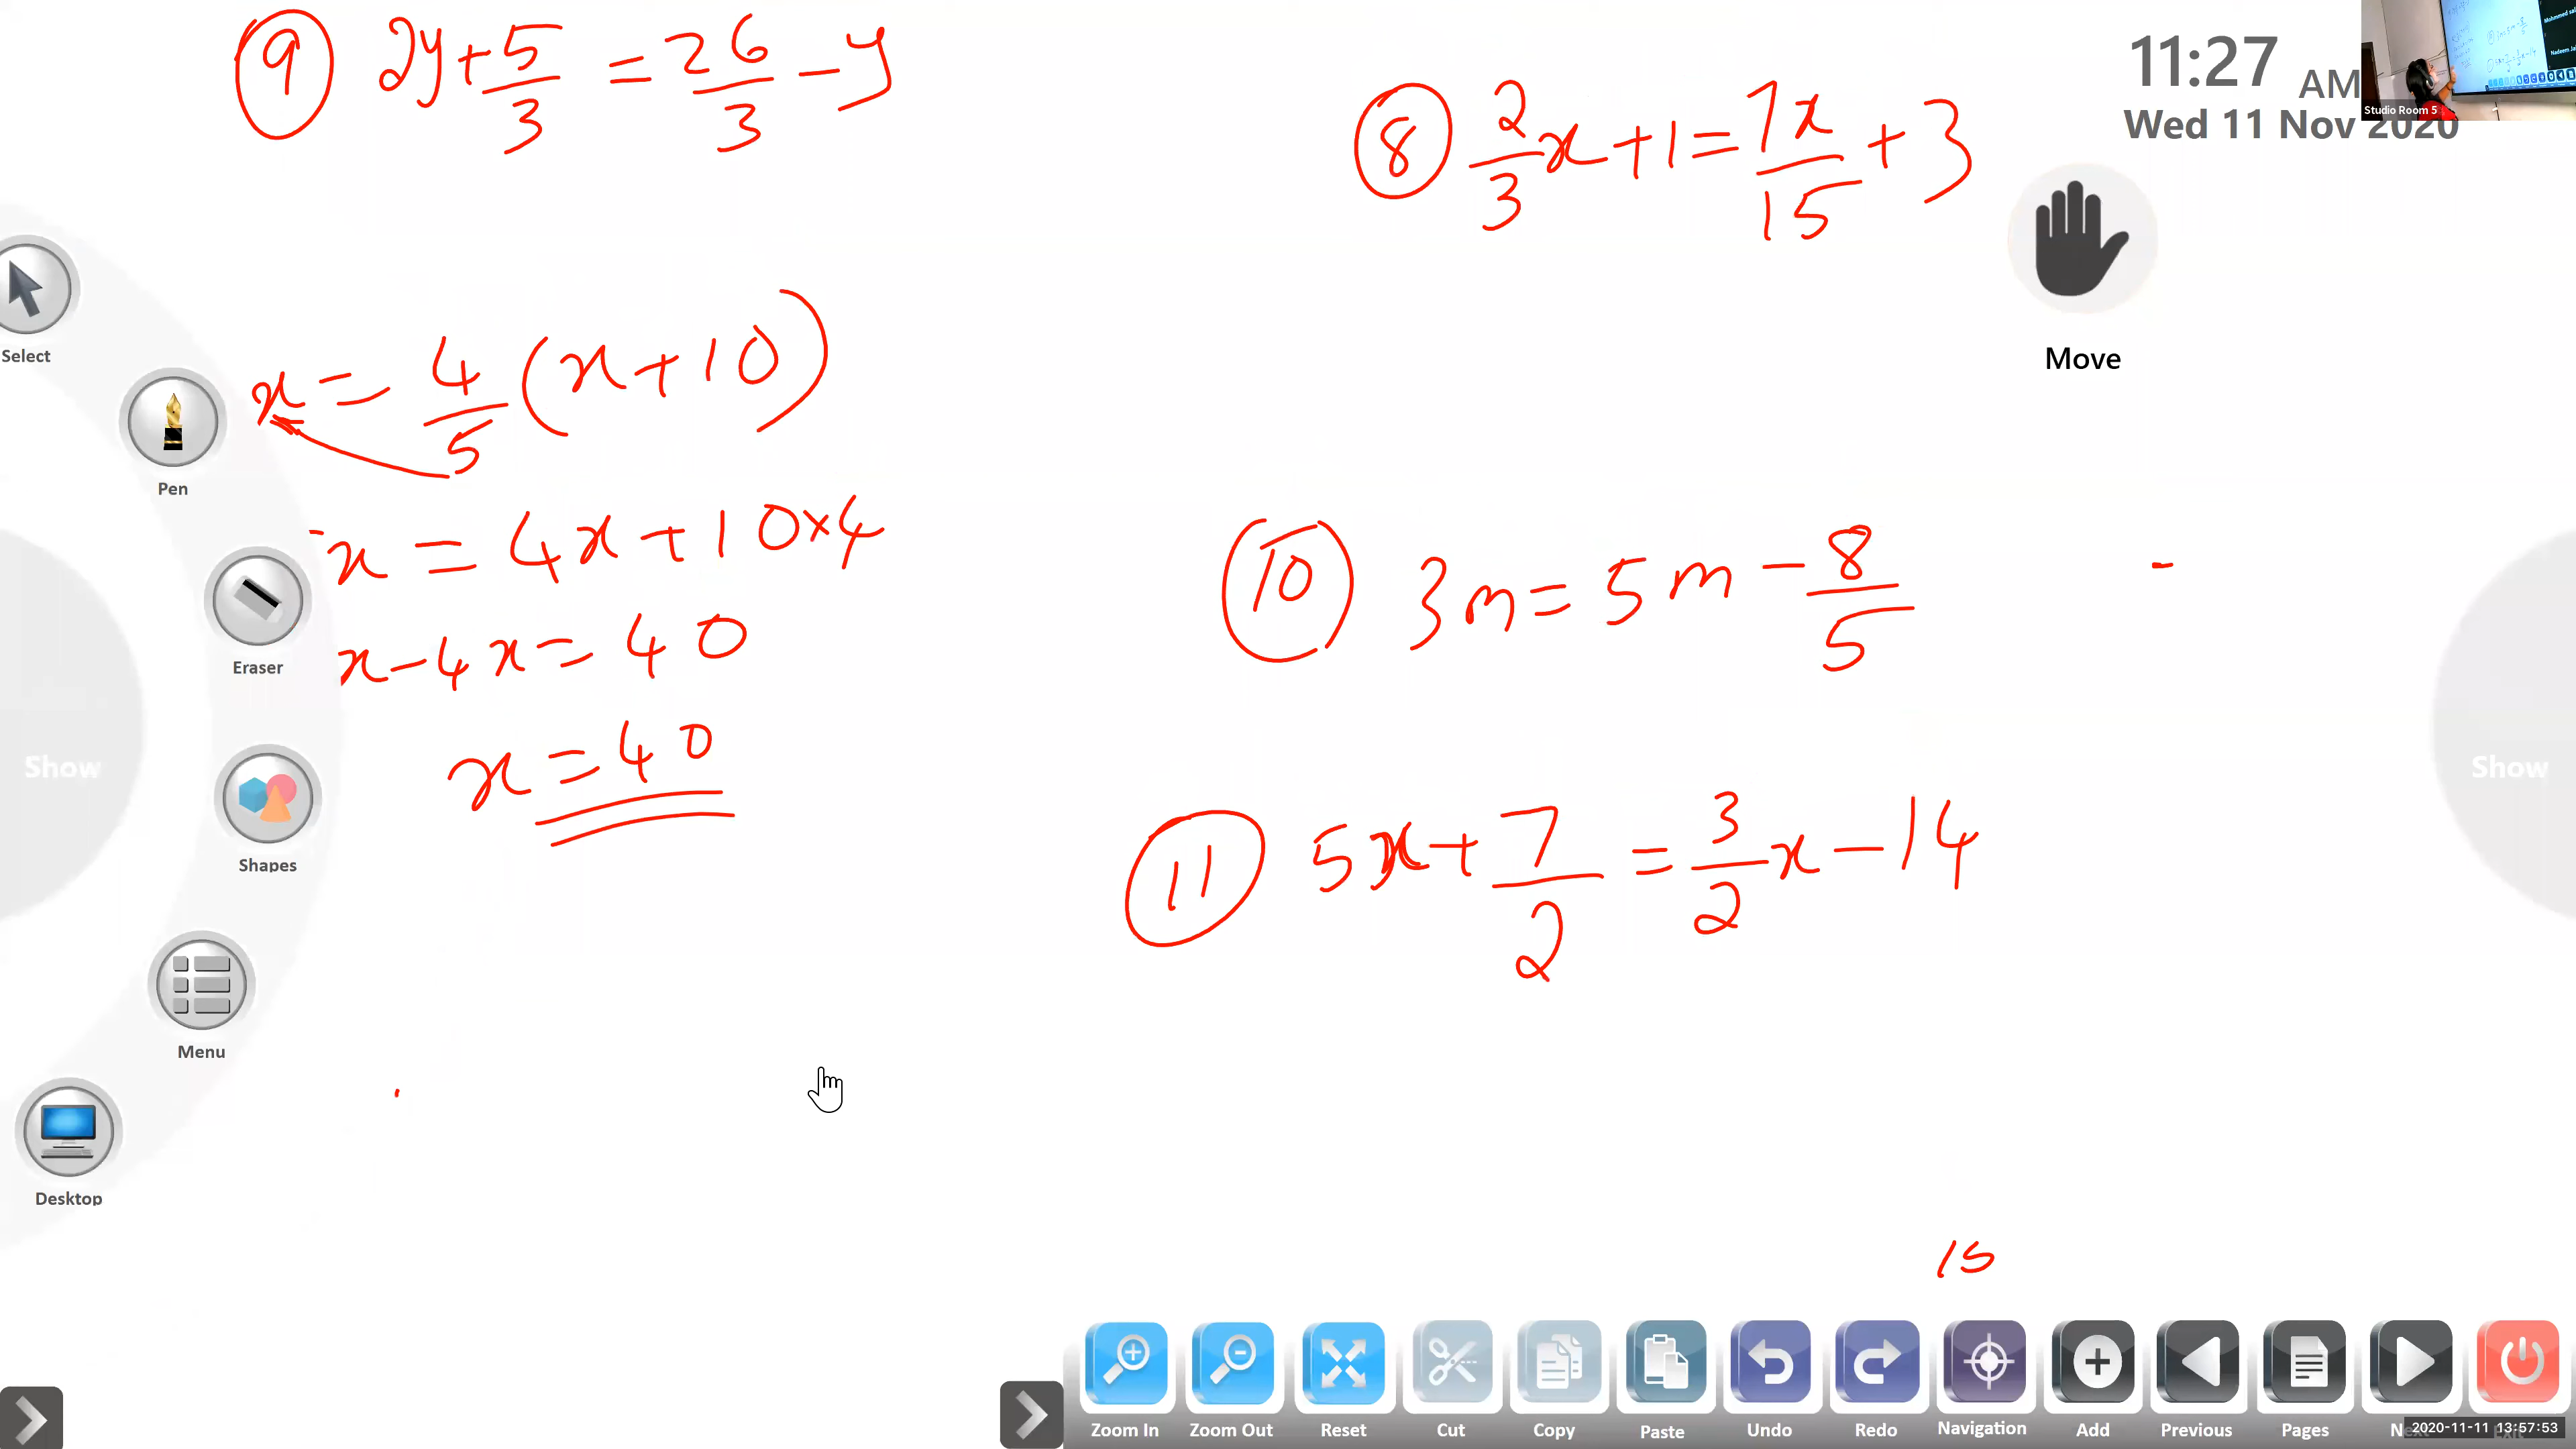 ⑨ 2y + 5/3 = 26/3 - y
⑧ 2/3 x + 1 = 7x/15 + 3
x = 4/5 (x + 10)
x = 4x + 10 × 4
x - 4x = 40
x = 40
⑩ 3m = 5m - 8/5
⑪ 5x + 7/2 = 3/2 x - 14
15
11:27 AM
Wed 11 Nov 2020
Studio Room 5
Move
Select
Pen
Eraser
Show
Show
Shapes
Menu
Desktop
Zoom In
Zoom Out
Reset
Cut
Copy
Paste
Undo
Redo
Navigation
Add
Previous
Pages
2020-11-11 13:57:53